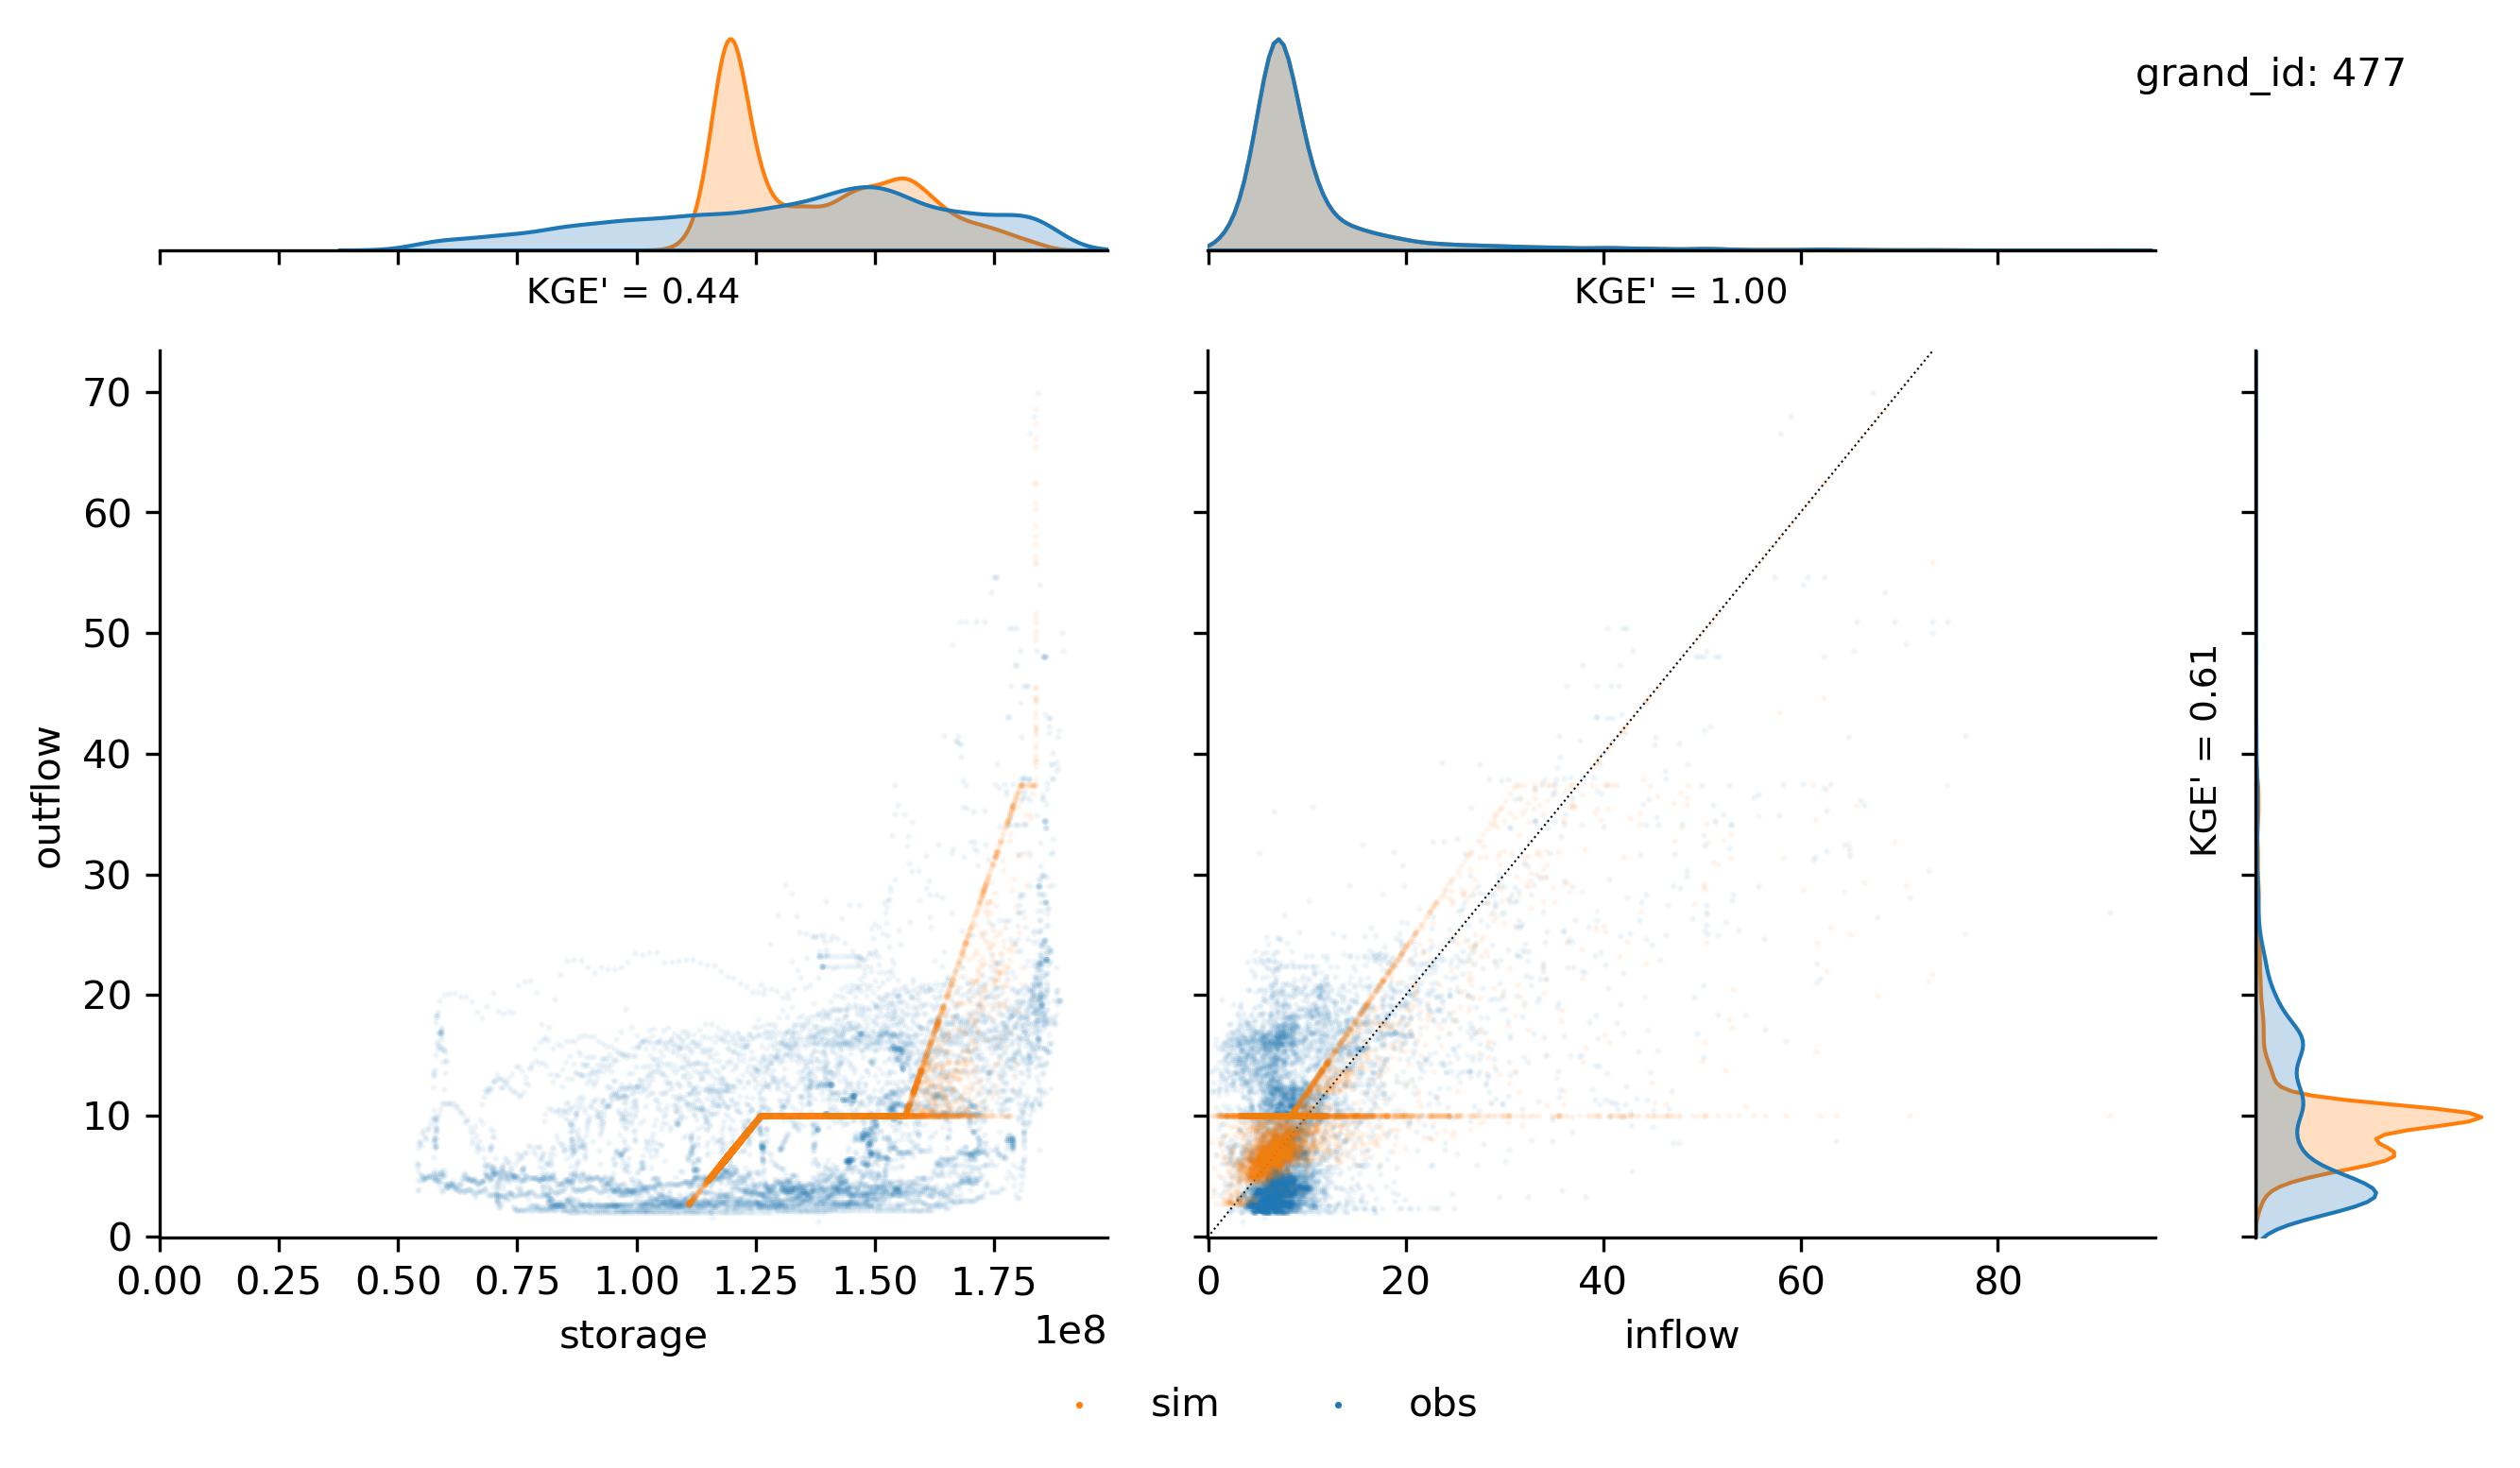 grand_id: 477
KGE' = 0.44
KGE' = 1.00
70
60
50
40
30
20
10
0
outflow
KGE' = 0.61
0.00 0.25 0.50 0.75 1.00 1.25 1.50 1.75
1e8
storage
0 20 40 60 80
inflow
sim obs